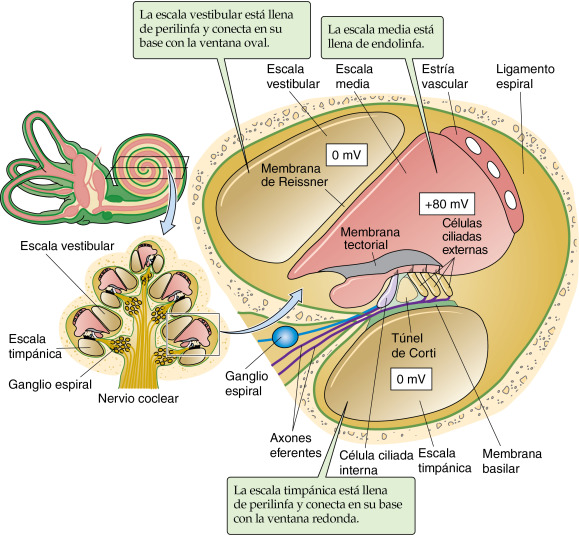 La escala vestibular está llena
de perilinfa y conecta en su
base con la ventana oval.
La escala media está
llena de endolinfa.
Escala
vestibular
Escala
media
Estría
vascular
Ligamento
espiral
0 mV
Membrana
de Reissner
+80 mV
Células
ciliadas
externas
Membrana
tectorial
Escala vestibular
Escala
timpánica
Ganglio espiral
Nervio coclear
Túnel
de Corti
Ganglio
espiral
0 mV
Axones
eferentes
Célula ciliada
interna
Escala
timpánica
Membrana
basilar
La escala timpánica está llena
de perilinfa y conecta en su base
con la ventana redonda.